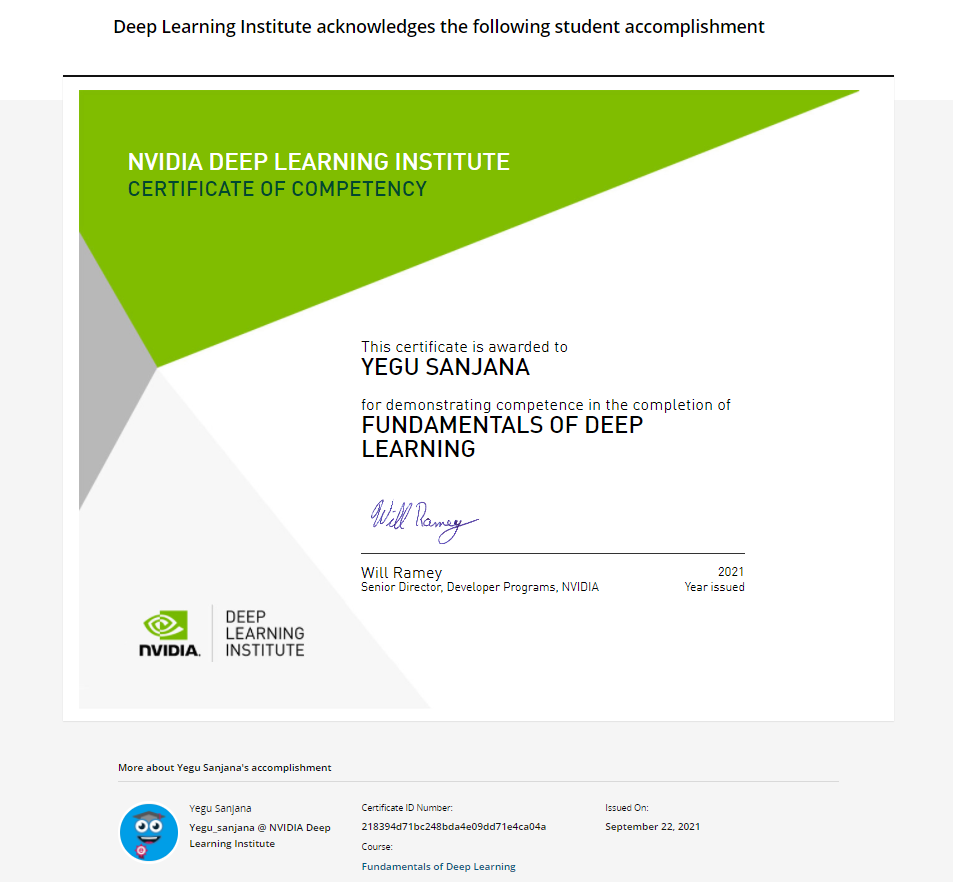 Deep Learning Institute acknowledges the following student accomplishment
NVIDIA DEEP LEARNING INSTITUTE
CERTIFICATE OF COMPETENCY
This certificate is awarded to
YEGU SANJANA
for demonstrating competence in the completion of
FUNDAMENTALS OF DEEP
LEARNING
Will Ramey
Will Ramey
2021
Senior Director, Developer Programs, NVIDIA
Year issued
NVIDIA.
DEEP
LEARNING
INSTITUTE
More about Yegu Sanjana's accomplishment
Yegu Sanjana
Yegu_sanjana @ NVIDIA Deep
Learning Institute
Certificate ID Number:
218394d71bc248bda4e09dd71e4ca04a
Course:
Fundamentals of Deep Learning
Issued On:
September 22, 2021